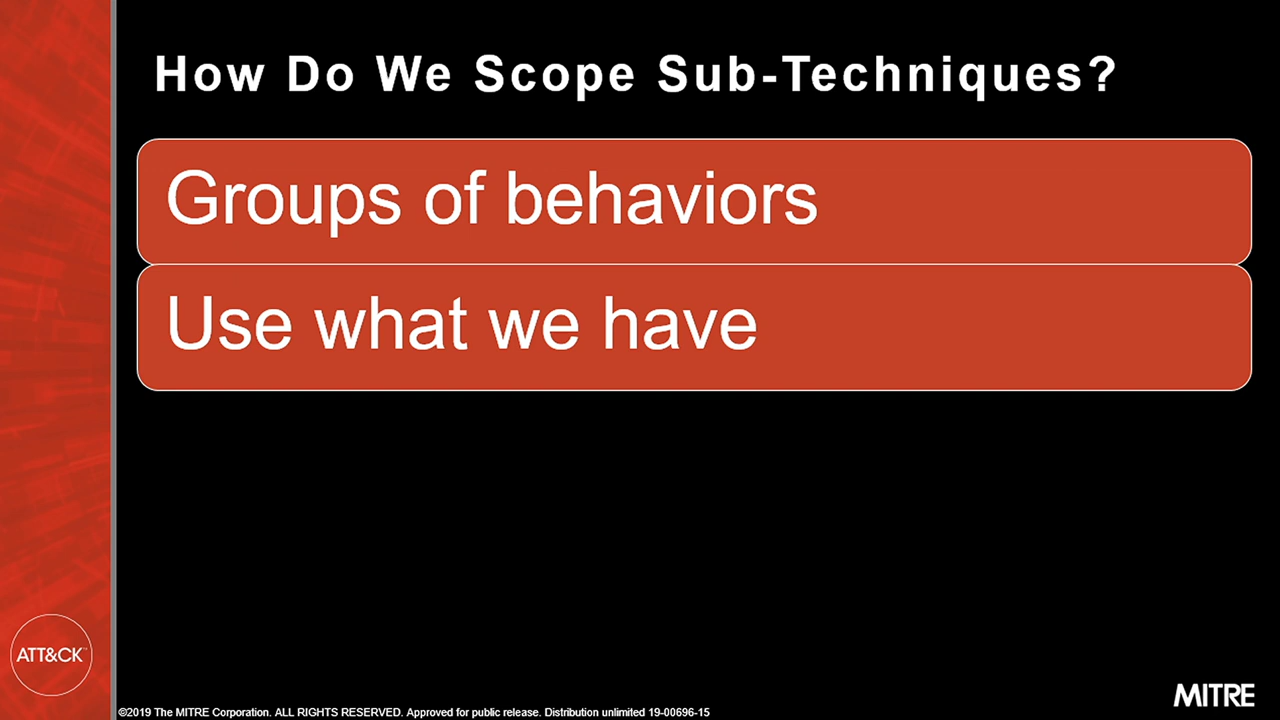 How Do We Scope Sub-Techniques?
Groups of behaviors
Use what we have
ATT&CK™
MITRE
©2019 The MITRE Corporation. ALL RIGHTS RESERVED. Approved for public release. Distribution unlimited 19-00696-15